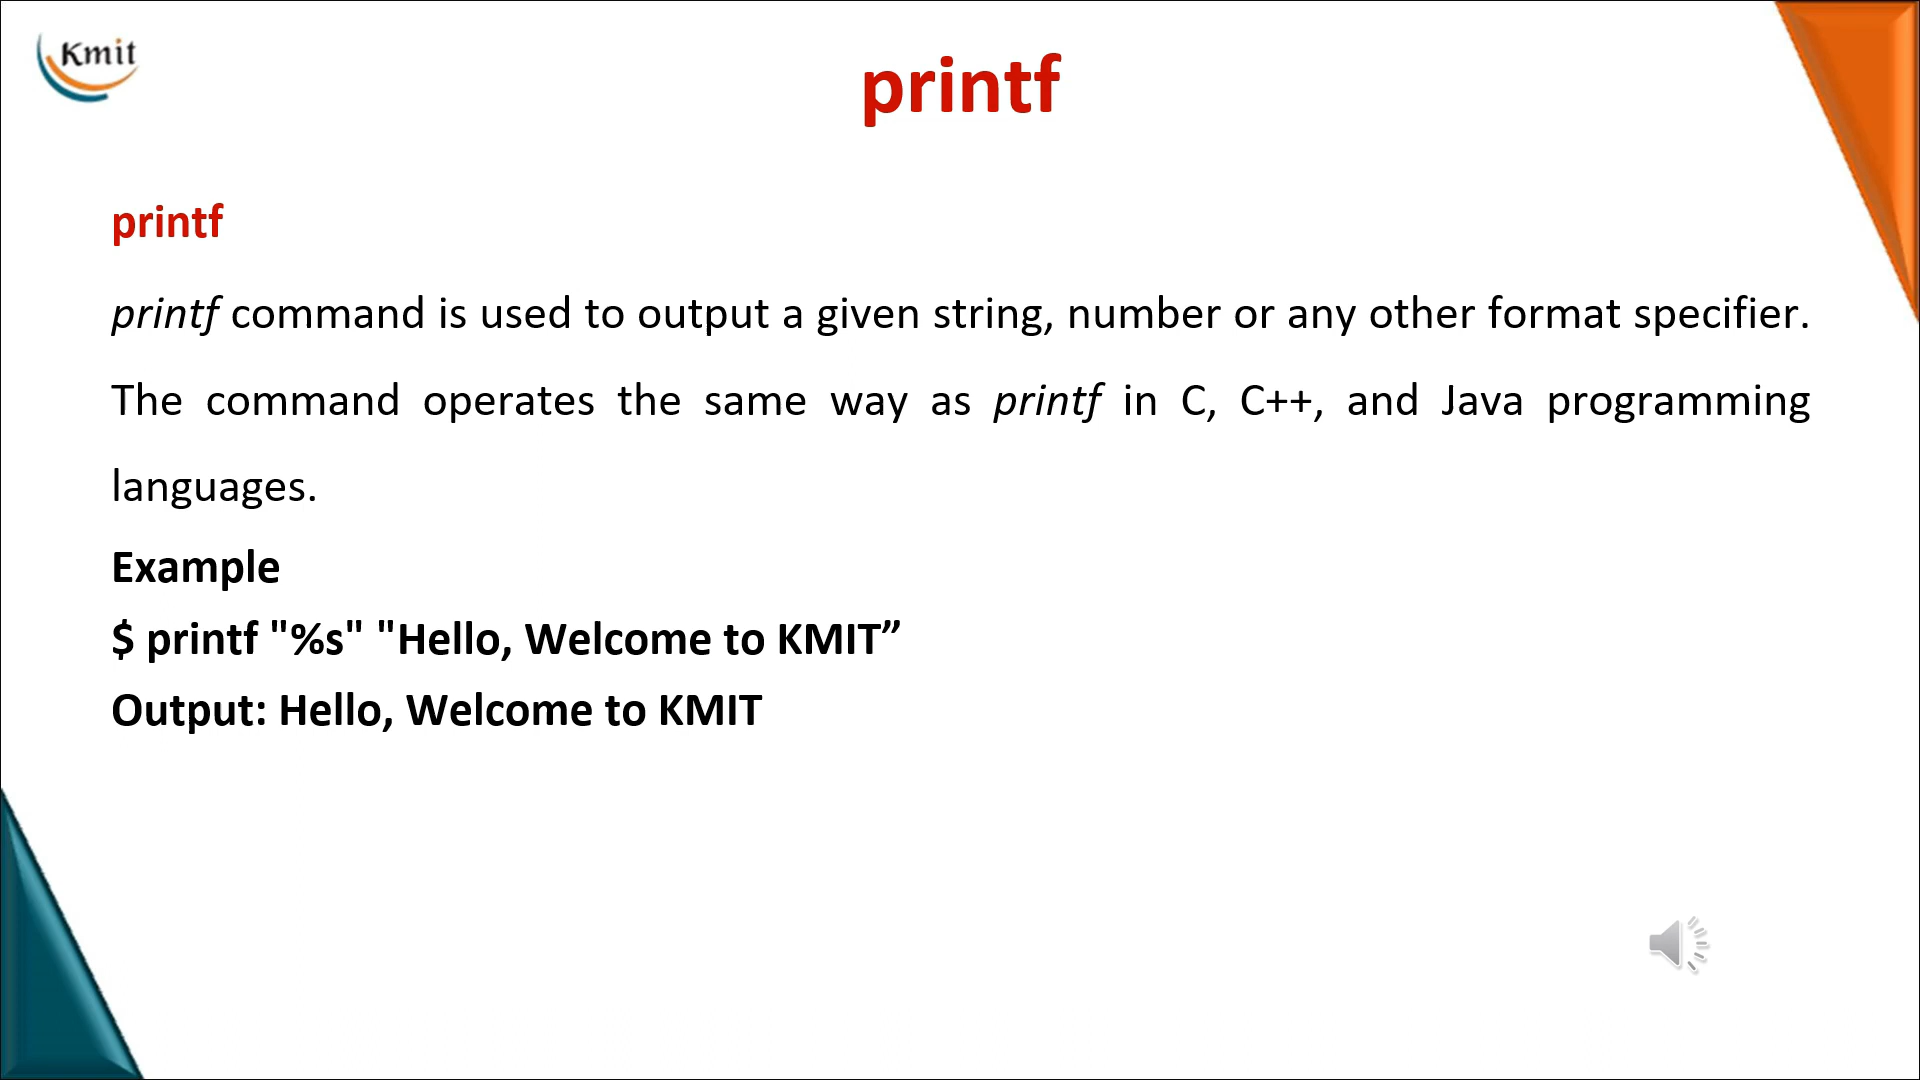 Kmit
printf
printf
printf command is used to output a given string, number or any other format specifier.
The command operates the same way as printf in C, C++, and Java programming
languages.
Example
$ printf "%s" "Hello, Welcome to KMIT”
Output: Hello, Welcome to KMIT